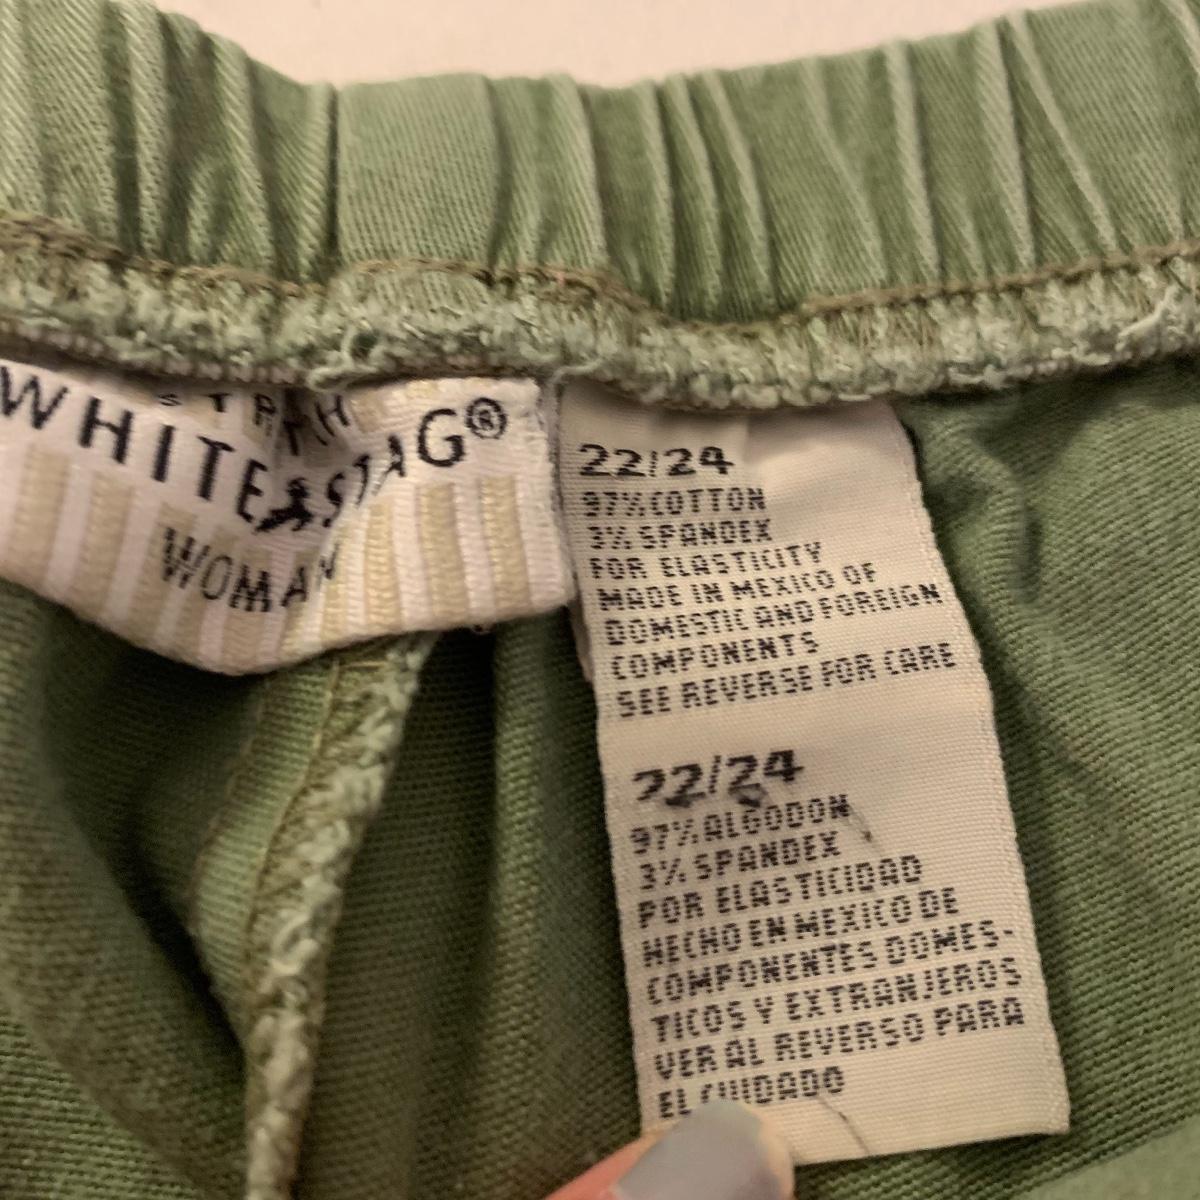 STRETCH
WHITE STAG®
WOMAN
22/24
97% COTTON
3% SPANDEX
FOR ELASTICITY
MADE IN MEXICO OF
DOMESTIC AND FOREIGN
COMPONENTS
SEE REVERSE FOR CARE
22/24
97% ALGODON
3% SPANDEX
POR ELASTICIDAD
HECHO EN MEXICO DE
COMPONENTES DOMES-
TICOS Y EXTRANJEROS
VER AL REVERSO PARA
EL CUIDADO